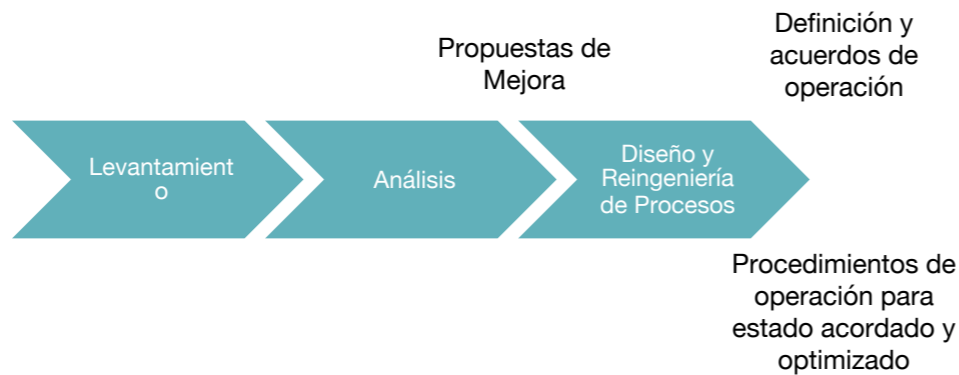 Definición y
acuerdos de
operación
Propuestas de
Mejora
Levantamient
o
Análisis
Diseño y
Reingeniería
de Procesos
Procedimientos de
operación para
estado acordado y
optimizado